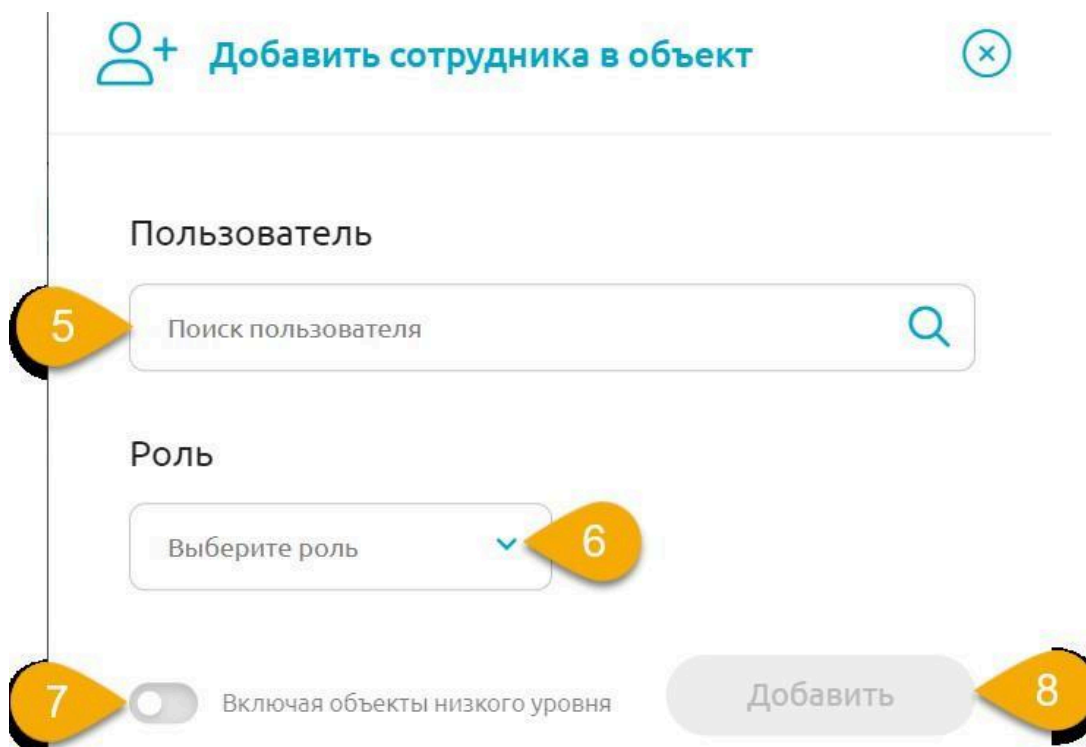 Добавить сотрудника в объект
Пользователь
5
Поиск пользователя
Роль
Выберите роль
6
7
Включая объекты низкого уровня
Добавить
8